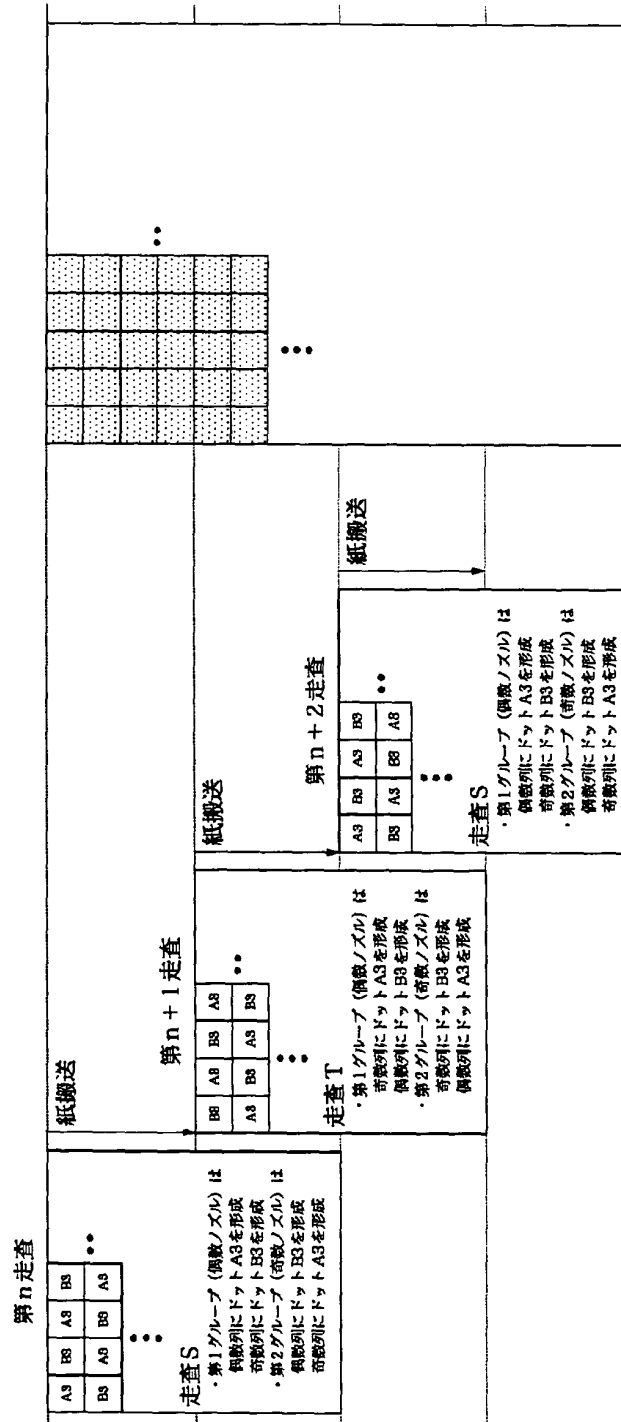 第n走査
A3 B3 A3 B3
B3 A3 B3 A3
走査S
・第1グループ（偶数ノズル）は
偶数列にドットA3を形成
奇数列にドットB3を形成
・第2グループ（奇数ノズル）は
偶数列にドットB3を形成
奇数列にドットA3を形成
紙搬送
第n＋1走査
B3 A3 B3 A3
A3 B3 A3 B3
走査T
・第1グループ（偶数ノズル）は
奇数列にドットA3を形成
偶数列にドットB3を形成
・第2グループ（奇数ノズル）は
奇数列にドットB3を形成
偶数列にドットA3を形成
紙搬送
第n＋2走査
A3 B3 A3 B3
B3 A3 B3 A3
走査S
・第1グループ（偶数ノズル）は
偶数列にドットA3を形成
奇数列にドットB3を形成
・第2グループ（奇数ノズル）は
偶数列にドットB3を形成
奇数列にドットA3を形成
紙搬送